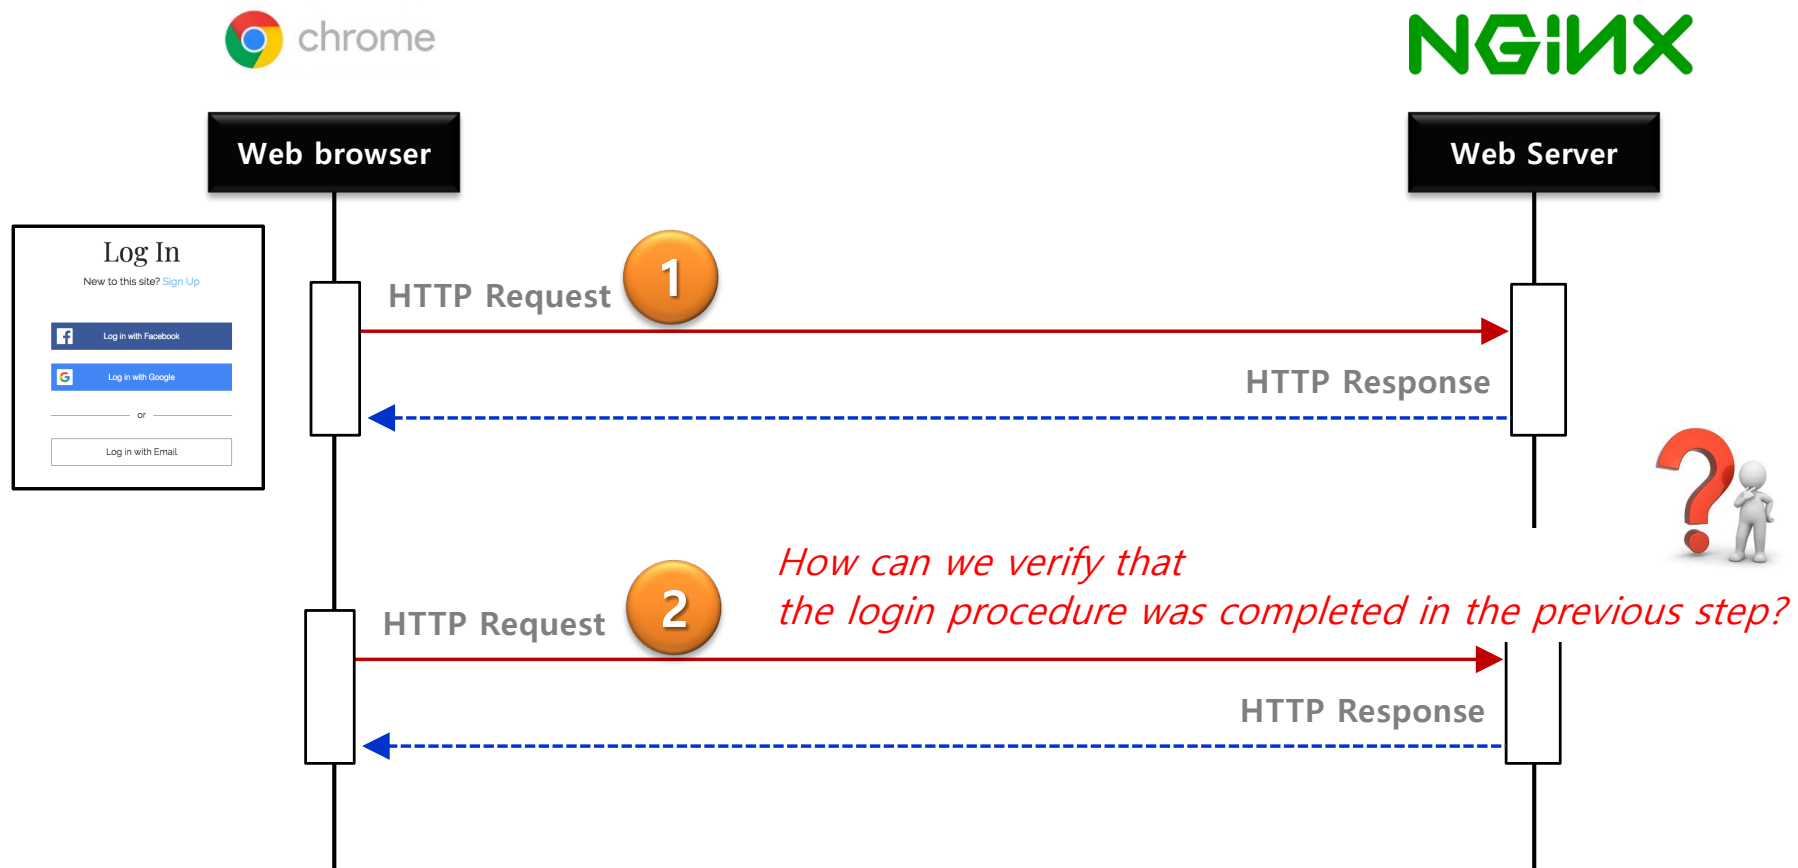 chrome
NGINX
Web browser
Web Server
Log In
New to this site? Sign Up
Log in with Facebook
G
Log in with Google
or
Log in with Email
HTTP Request
1
HTTP Response
How can we verify that
the login procedure was completed in the previous step?
HTTP Request
2
HTTP Response